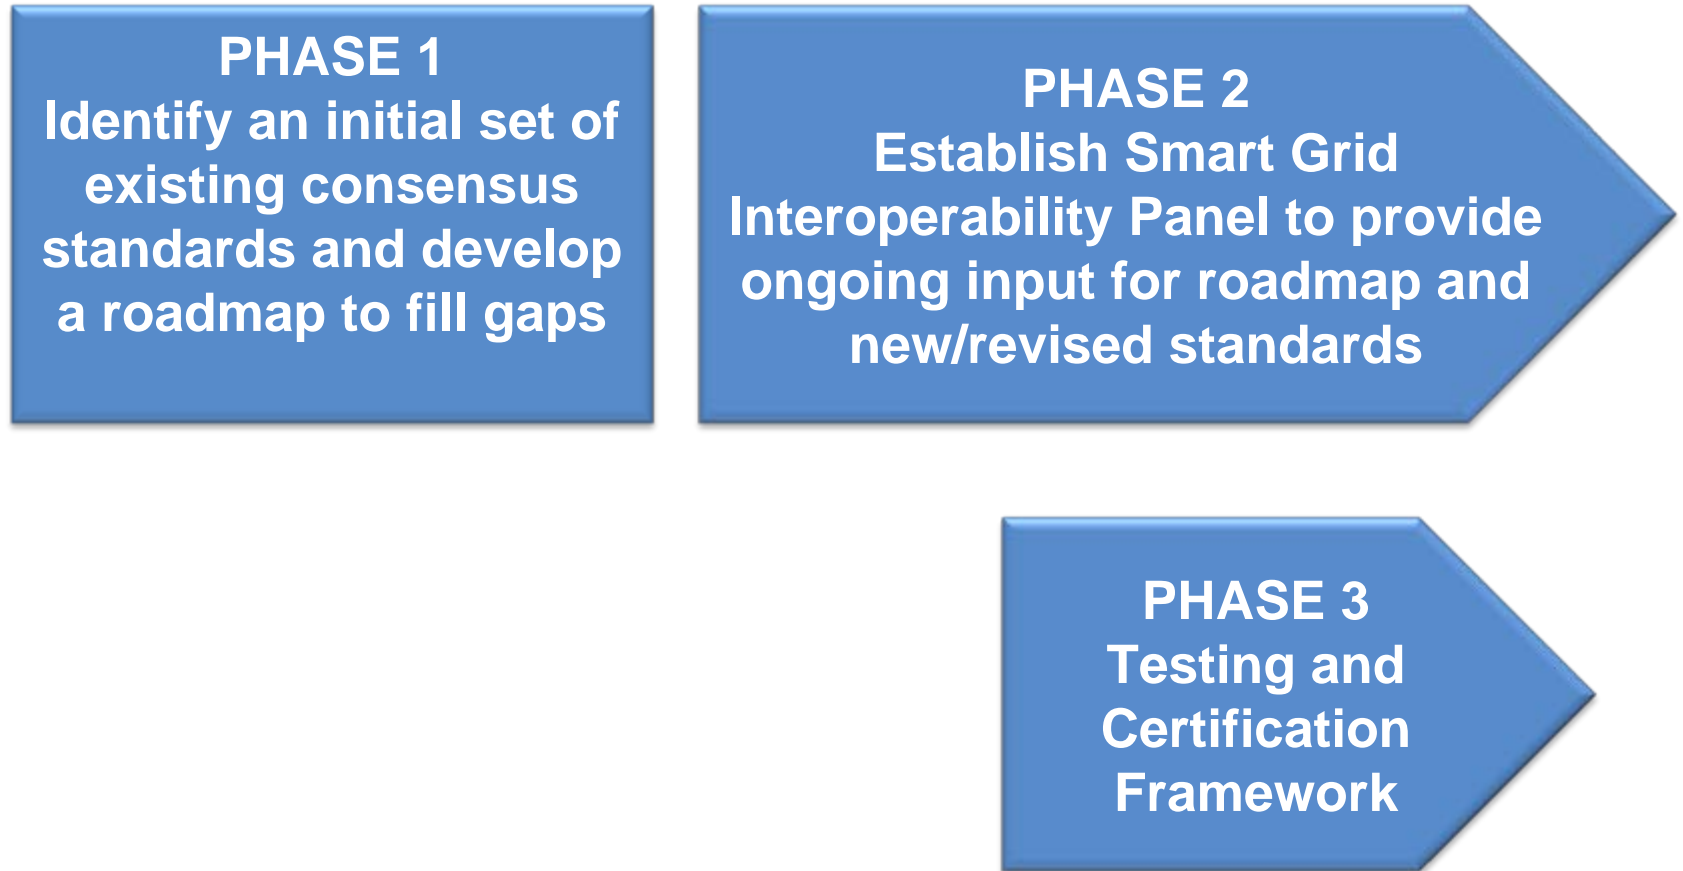 PHASE 1
Identify an initial set of
existing consensus
standards and develop
a roadmap to fill gaps
PHASE 2
Establish Smart Grid
Interoperability Panel to provide
ongoing input for roadmap and
new/revised standards
PHASE 3
Testing and
Certification
Framework